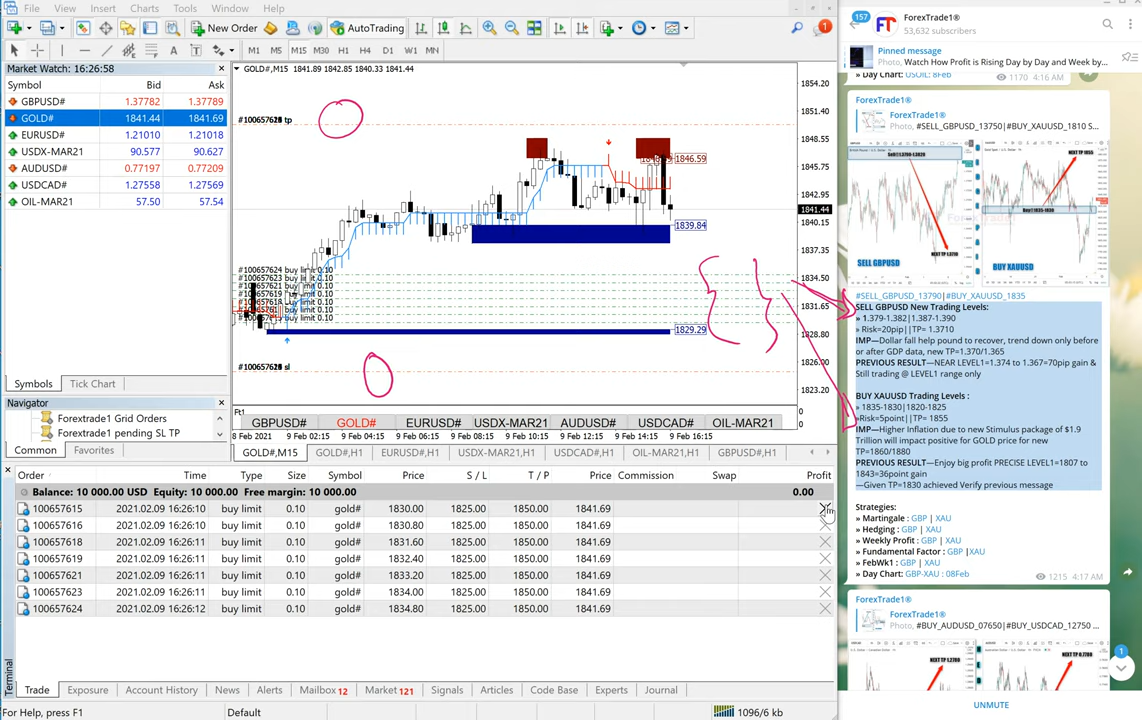 File View Insert Charts Tools Window Help
New Order AutoTrading 1
M1 M5 M15 M30 H1 H4 D1 W1 MN
Market Watch: 16:26:58
Symbol Bid Ask
GBPUSD# 1.37782 1.37789
GOLD# 1841.44 1841.69
EURUSD# 1.21010 1.21018
USDX-MAR21 90.577 90.627
AUDUSD# 0.77197 0.77209
USDCAD# 1.27558 1.27569
OIL-MAR21 57.50 57.54
Symbols Tick Chart
Navigator
Forextrade1 Grid Orders
Forextrade1 pending SL TP
Common Favorites
GOLD#,M15 1841.89 1842.85 1840.33 1841.44
1846.59
1839.84
#100657624 buy limit 0.10
#100657623 buy limit 0.10
#100657621 buy limit 0.10
#100657619 buy limit 0.10
#100657618 buy limit 0.10
1829.29
1854.20
1851.40
1848.55
1845.75
1842.95
1841.44
1840.15
1837.35
1834.50
1831.65
1828.80
1826.00
1823.20
Ft1
GBPUSD# GOLD# EURUSD# USDX-MAR21 AUDUSD# USDCAD# OIL-MAR21
8 Feb 2021 9 Feb 02:15 9 Feb 04:15 9 Feb 06:15 9 Feb 08:15 9 Feb 10:15 9 Feb 12:15 9 Feb 14:15 9 Feb 16:15
GOLD#,M15 GOLD#,H1 EURUSD#,H1 USDX-MAR21,H1 USDCAD#,H1 OIL-MAR21,H1 GBPUSD#,H1
Order Time Type Size Symbol Price S / L T / P Price Commission Swap Profit
Balance: 10 000.00 USD Equity: 10 000.00 Free margin: 10 000.00 0.00
100657615 2021.02.09 16:26:10 buy limit 0.10 gold# 1830.00 1825.00 1850.00 1841.69
100657616 2021.02.09 16:26:10 buy limit 0.10 gold# 1830.80 1825.00 1850.00 1841.69
100657618 2021.02.09 16:26:11 buy limit 0.10 gold# 1831.60 1825.00 1850.00 1841.69
100657619 2021.02.09 16:26:11 buy limit 0.10 gold# 1832.40 1825.00 1850.00 1841.69
100657621 2021.02.09 16:26:11 buy limit 0.10 gold# 1833.20 1825.00 1850.00 1841.69
100657623 2021.02.09 16:26:11 buy limit 0.10 gold# 1834.00 1825.00 1850.00 1841.69
100657624 2021.02.09 16:26:12 buy limit 0.10 gold# 1834.80 1825.00 1850.00 1841.69
Terminal
Trade Exposure Account History News Alerts Mailbox 12 Market 121 Signals Articles Code Base Experts Journal
For Help, press F1 Default 1096/6 kb
157 FT ForexTrade1®
53,632 subscribers
Pinned message
Photo, Watch How Profit is Rising Day by Day and Week by...
» Day Chart: USOIL: 8Feb 1170 4:16 AM
ForexTrade1®
Photo, #SELL_GBPUSD_13750|#BUY_XAUUSD_1810 S...
NEXT TP 1855
SELL GBPUSD
BUY XAUUSD
#SELL_GBPUSD_13790|#BUY_XAUUSD_1835
SELL GBPUSD New Trading Levels:
» 1.379-1.382||1.387-1.390
» Risk=20pip||TP= 1.3710
IMP—Dollar fall help pound to recover, trend down only before
or after GDP data, new TP=1.370/1.365
PREVIOUS RESULT—NEAR LEVEL1=1.374 to 1.367=70pip gain &
Still trading @ LEVEL1 range only
BUY XAUUSD Trading Levels :
» 1835-1830||1820-1825
»Risk=5point||TP= 1855
IMP—Higher Inflation due to new Stimulus package of $1.9
Trillion will impact positive for GOLD price for new
TP=1860/1880
PREVIOUS RESULT—Enjoy big profit PRECISE LEVEL1=1807 to
1843=36point gain
—Given TP=1830 achieved Verify previous message
Strategies:
» Martingale : GBP | XAU
» Hedging : GBP | XAU
» Weekly Profit : GBP | XAU
» Fundamental Factor : GBP |XAU
» FebWk1 : GBP | XAU
» Day Chart: GBP-XAU : 08Feb 1215 4:17 AM
ForexTrade1®
Photo, #BUY_AUDUSD_07650|#BUY_USDCAD_12750 ...
NEXT TP 1.2780
NEXT TP 0.7780
1
UNMUTE